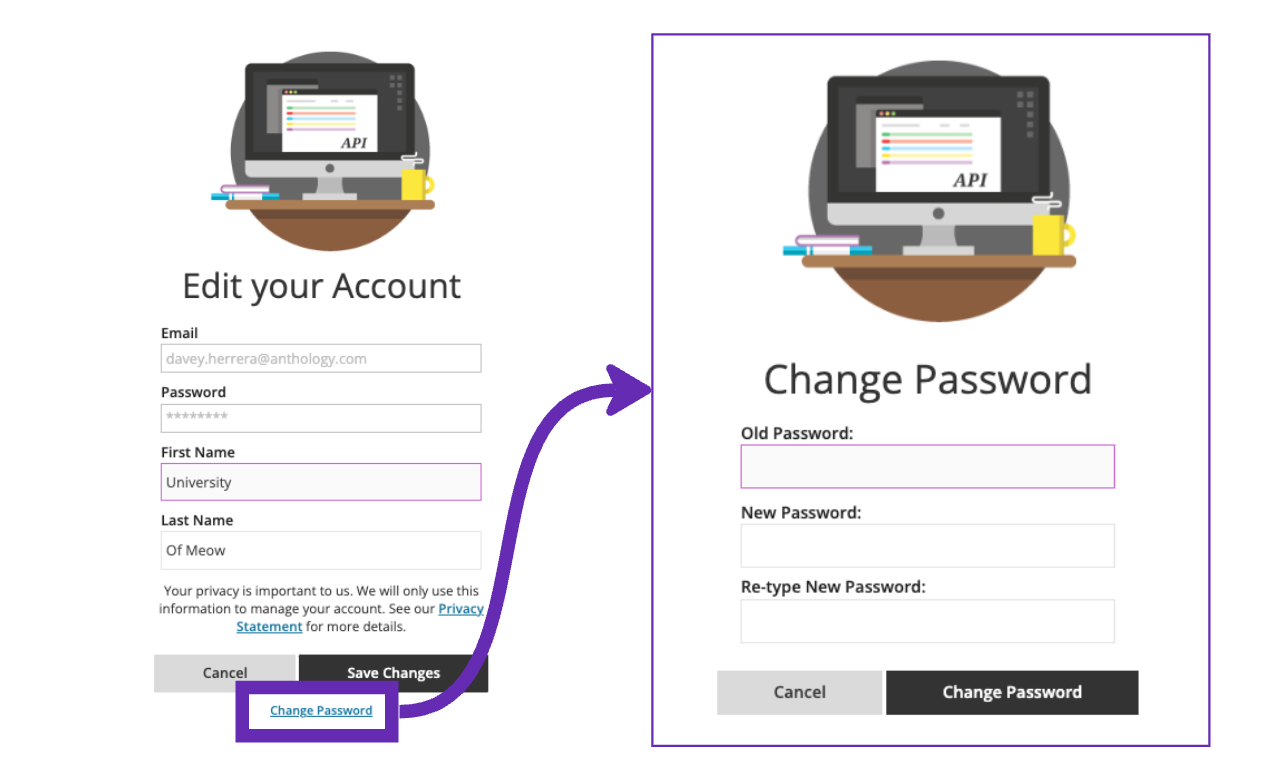 API
Edit your Account
Email
davey.herrera@anthology.com
Password
********
First Name
University
Last Name
Of Meow
Your privacy is important to us. We will only use this
information to manage your account. See our Privacy
Statement for more details.
Cancel
Save Changes
Change Password
API
Change Password
Old Password:
New Password:
Re-type New Password:
Cancel
Change Password